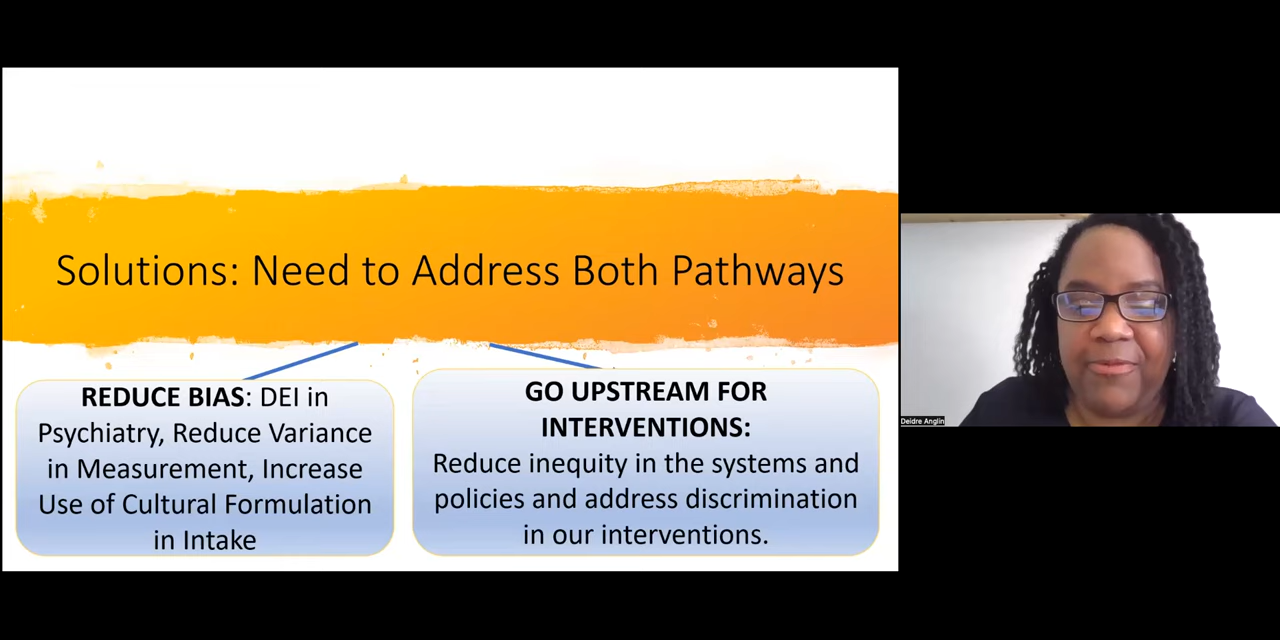 Solutions: Need to Address Both Pathways
REDUCE BIAS: DEI in
Psychiatry, Reduce Variance
in Measurement, Increase
Use of Cultural Formulation
in Intake
GO UPSTREAM FOR
INTERVENTIONS:
Reduce inequity in the systems and
policies and address discrimination
in our interventions.
Deidre Anglin